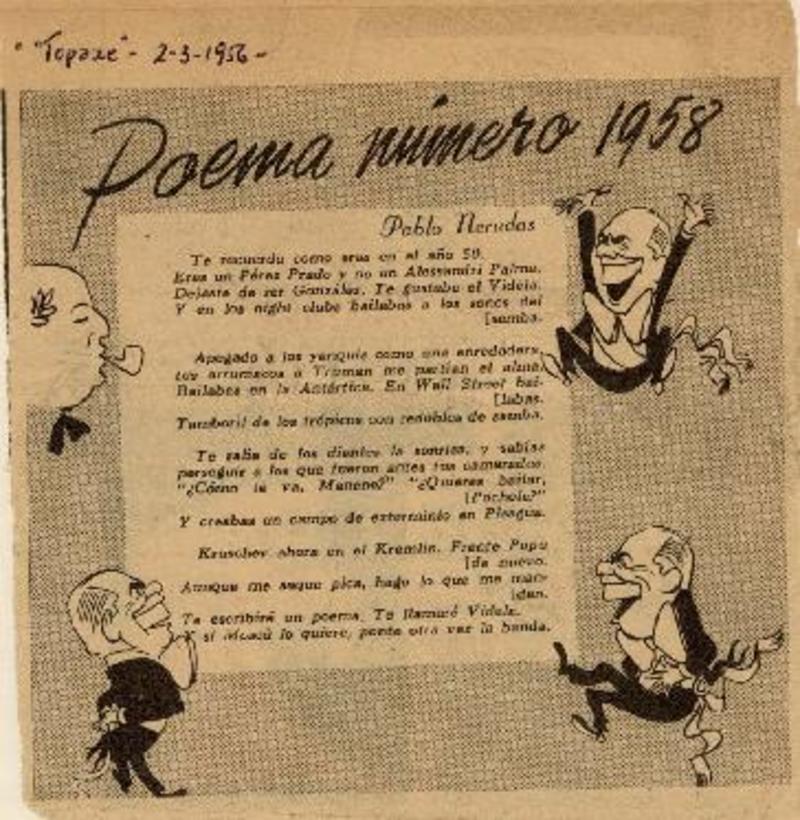 "Topaze" - 2-3-1956 -
Poema número 1958
Pablo Nerudas
Te recuerdo como eras en el año 50.
Eras un Pérez Prado y no un Alessandri Palma.
Dejaste de ser González. Te gustaba el Videla.
Y en los night clubs bailabas a los sones del
[samba.
Apegado a los yanquis como una enredadera,
tus arrumacos a Truman me partían el alma!
Bailabas en la Antártica. En Wall Street bai-
[labas.
Tamboril de los trópicos con redobles de samba.
Te salía de los dientes la sonrisa, y sabías
perseguir a los que fueron antes tus camaradas.
"¿Cómo le va, Moneno?" "¿Quieres bailar,
[Pochola?"
Y creabas un campo de exterminio en Pisagua.
Kruschev ahora en el Kremlin. Frente Popu
[de nuevo.
Aunque me saque pica, hago lo que me man-
[dan.
Te escribiré un poema. Te llamaré Videla.
Y si Moscú lo quiere, ponte otra vez la banda.